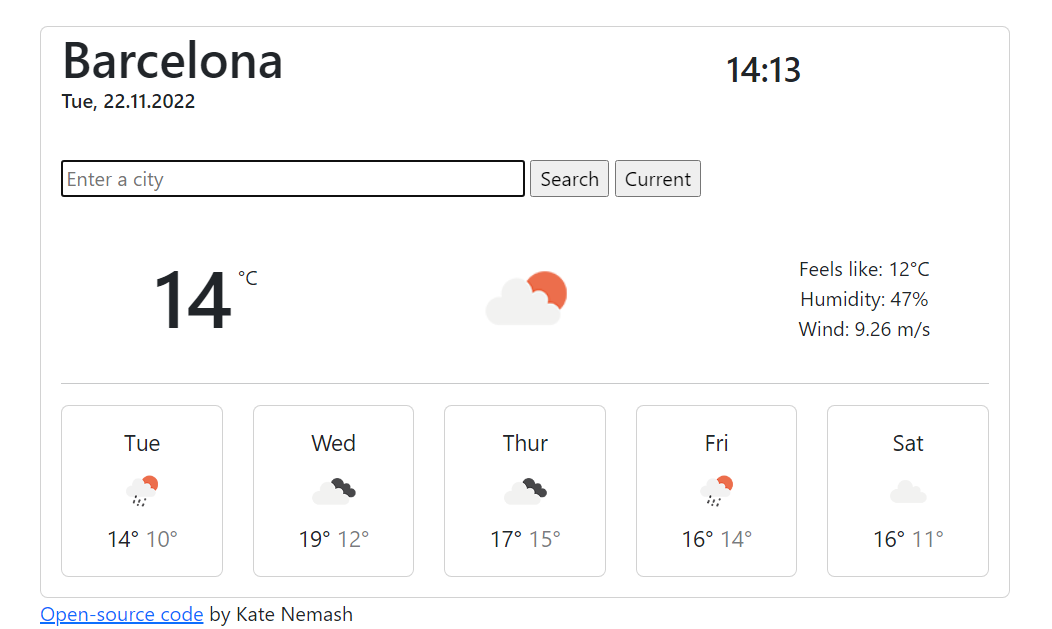 Barcelona
14:13
Tue, 22.11.2022
Enter a city
Search
Current
14 °C
Feels like: 12°C
Humidity: 47%
Wind: 9.26 m/s
Tue
14° 10°
Wed
19° 12°
Thur
17° 15°
Fri
16° 14°
Sat
16° 11°
Open-source code by Kate Nemash